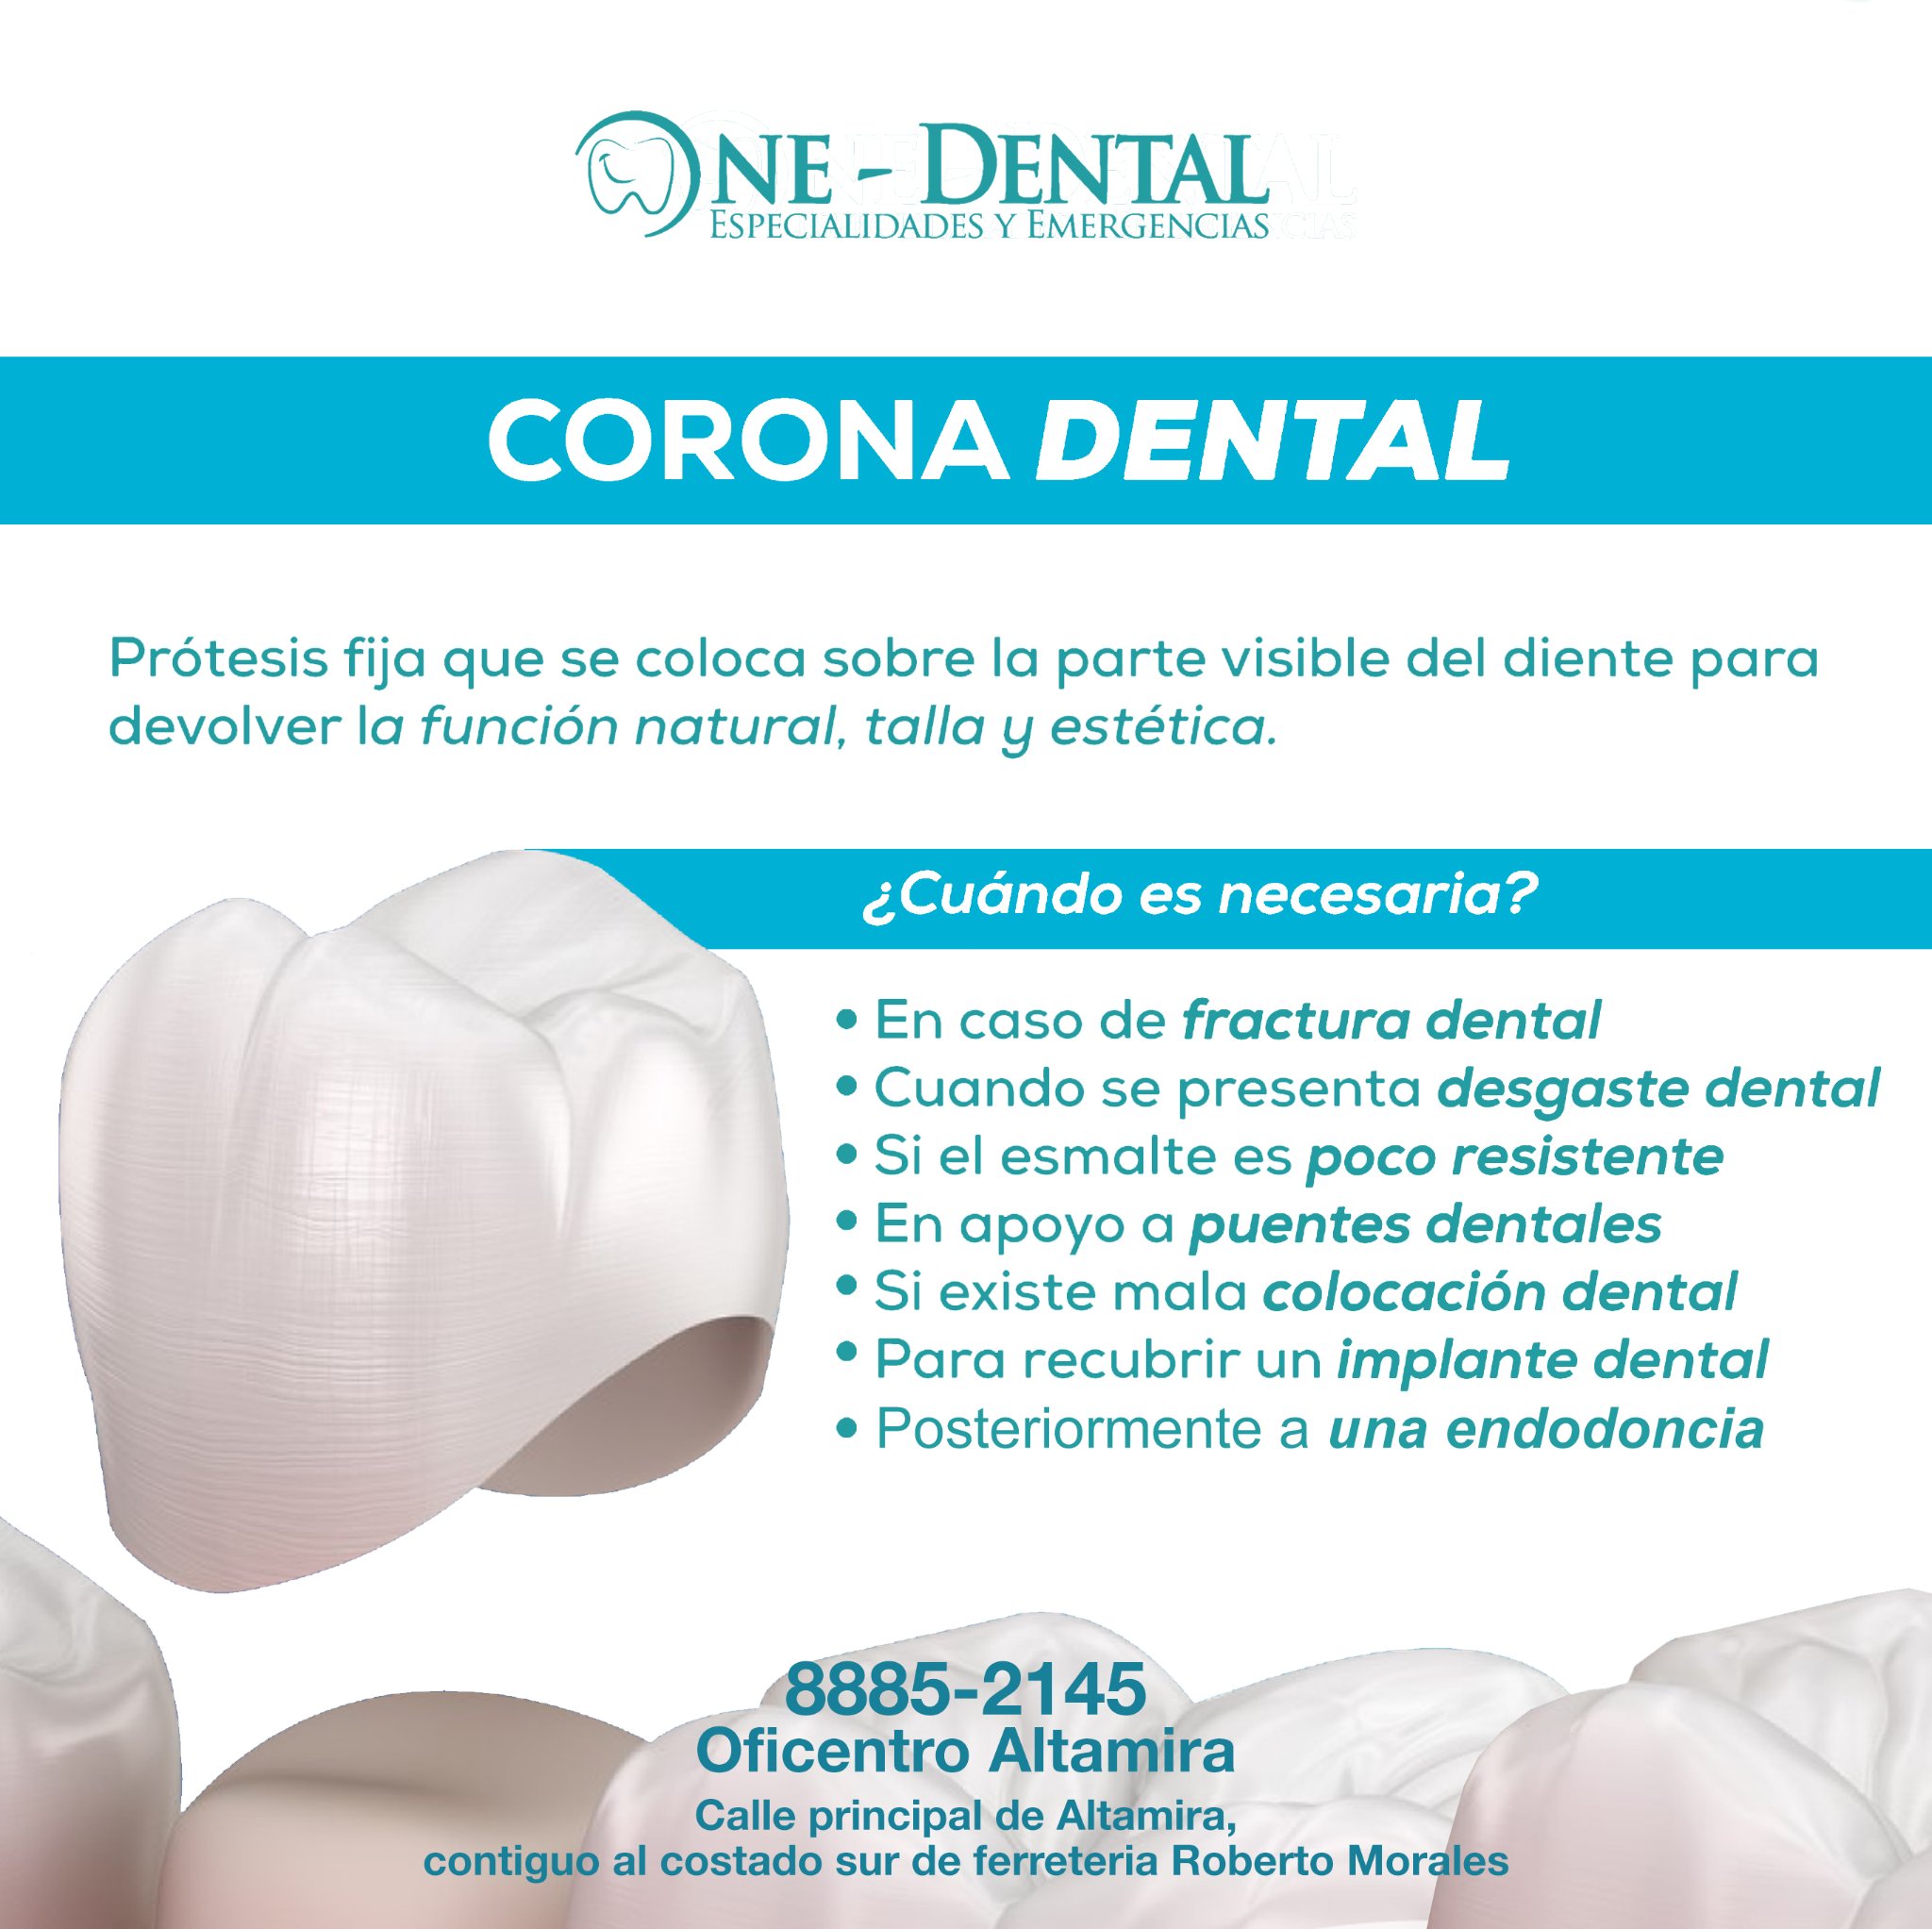 ONE - DENTAL
ESPECIALIDADES Y EMERGENCIAS
CORONA DENTAL
Prótesis fija que se coloca sobre la parte visible del diente para
devolver la función natural, talla y estética.
¿Cuándo es necesaria?
• En caso de fractura dental
• Cuando se presenta desgaste dental
• Si el esmalte es poco resistente
• En apoyo a puentes dentales
• Si existe mala colocación dental
• Para recubrir un implante dental
• Posteriormente a una endodoncia
8885-2145
Oficentro Altamira
Calle principal de Altamira,
contiguo al costado sur de ferreteria Roberto Morales